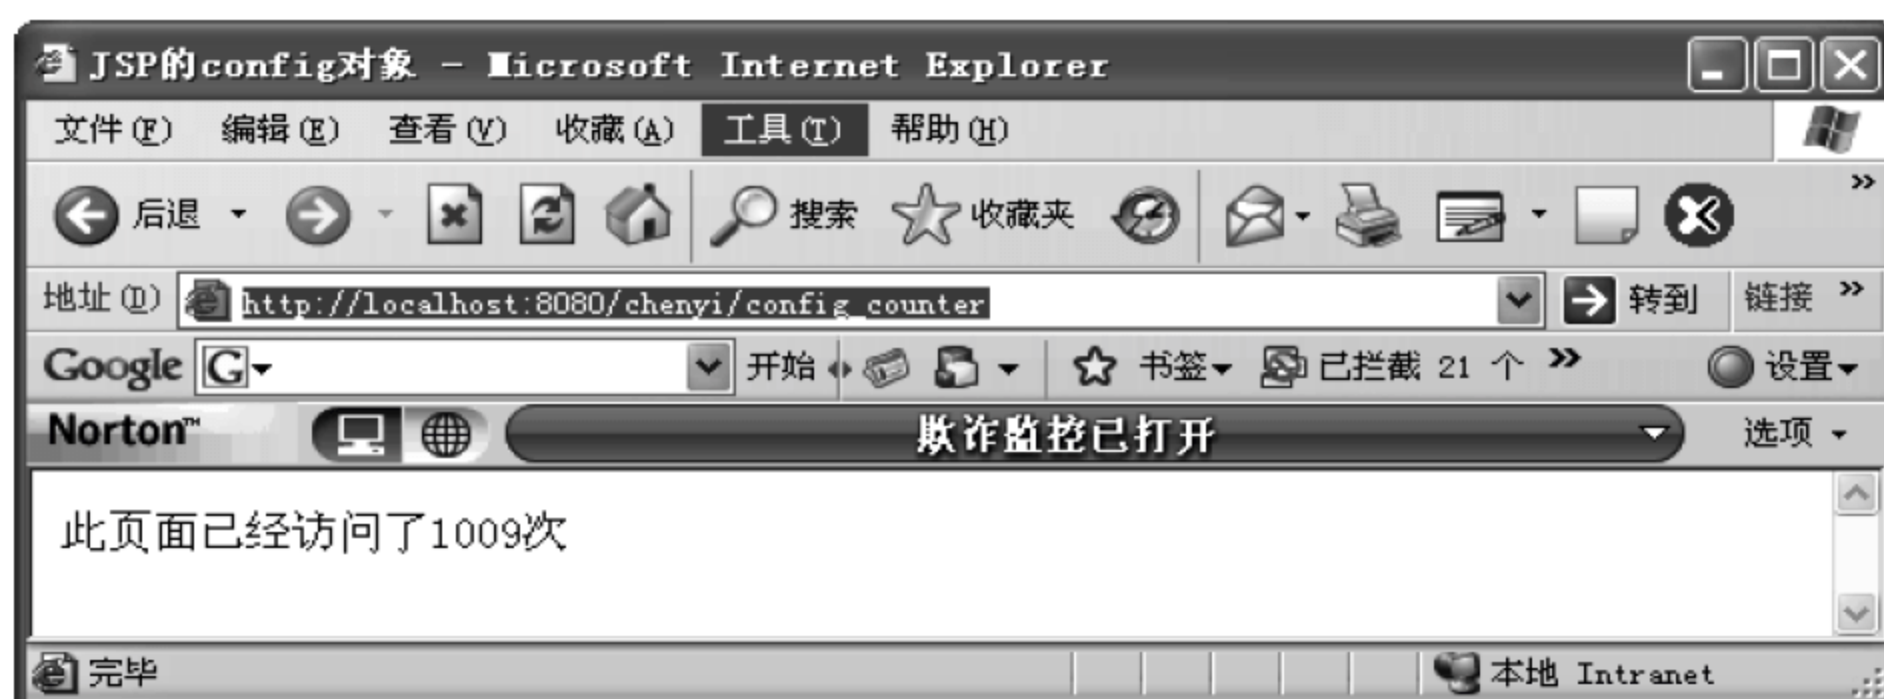 JSP的config对象 - Microsoft Internet Explorer
文件(F) 编辑(E) 查看(V) 收藏(A) 工具(T) 帮助(H)
后退 搜索 收藏夹 »
地址(D) http://localhost:8080/chenyi/config_counter 转到 链接 »
Google G 开始 书签 已拦截 21 个 » 设置
Norton™ 欺诈监控已打开 选项
此页面已经访问了1009次
完毕 本地 Intranet